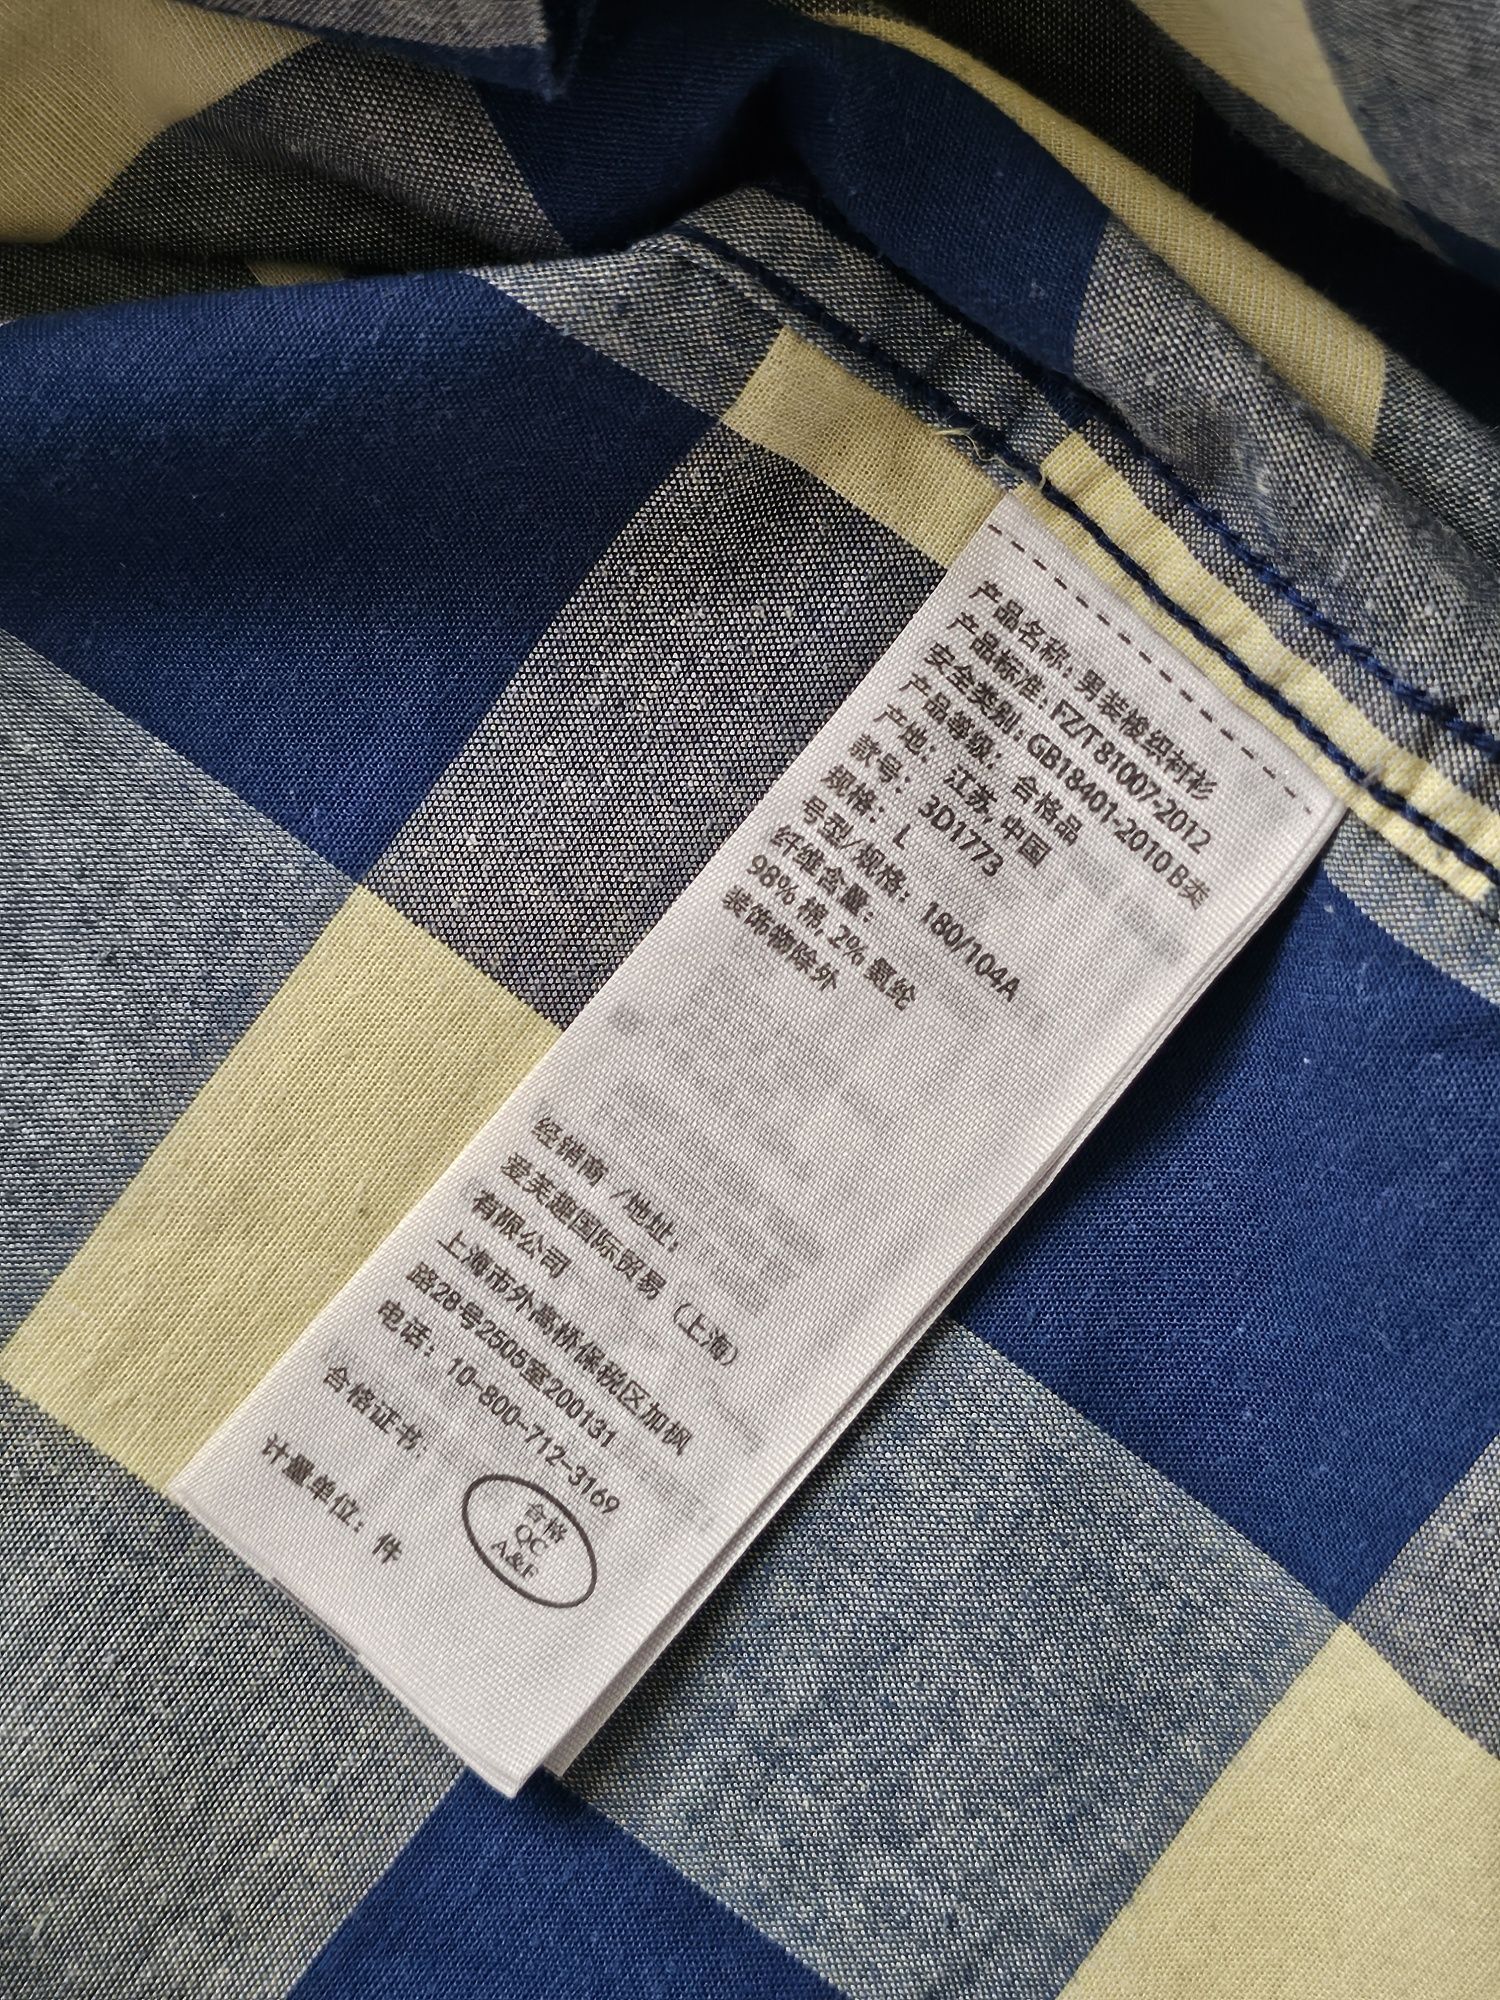 产品名称：男装梭织衬衫
产品标准：FZ/T 81007-2012
安全类别：GB18401-2010 B类
产品等级：合格品
产地：江苏, 中国
款号：3D1773
规格：L
号型/规格：180/104A
纤维含量：
98% 棉, 2% 氨纶
装饰物除外
经销商 /地址：
爱芙趣国际贸易（上海）
有限公司
上海市外高桥保税区加枫
路28号2505室200131
电话：10-800-712-3169
合格证书：
合格
QC
A&F
计量单位：件